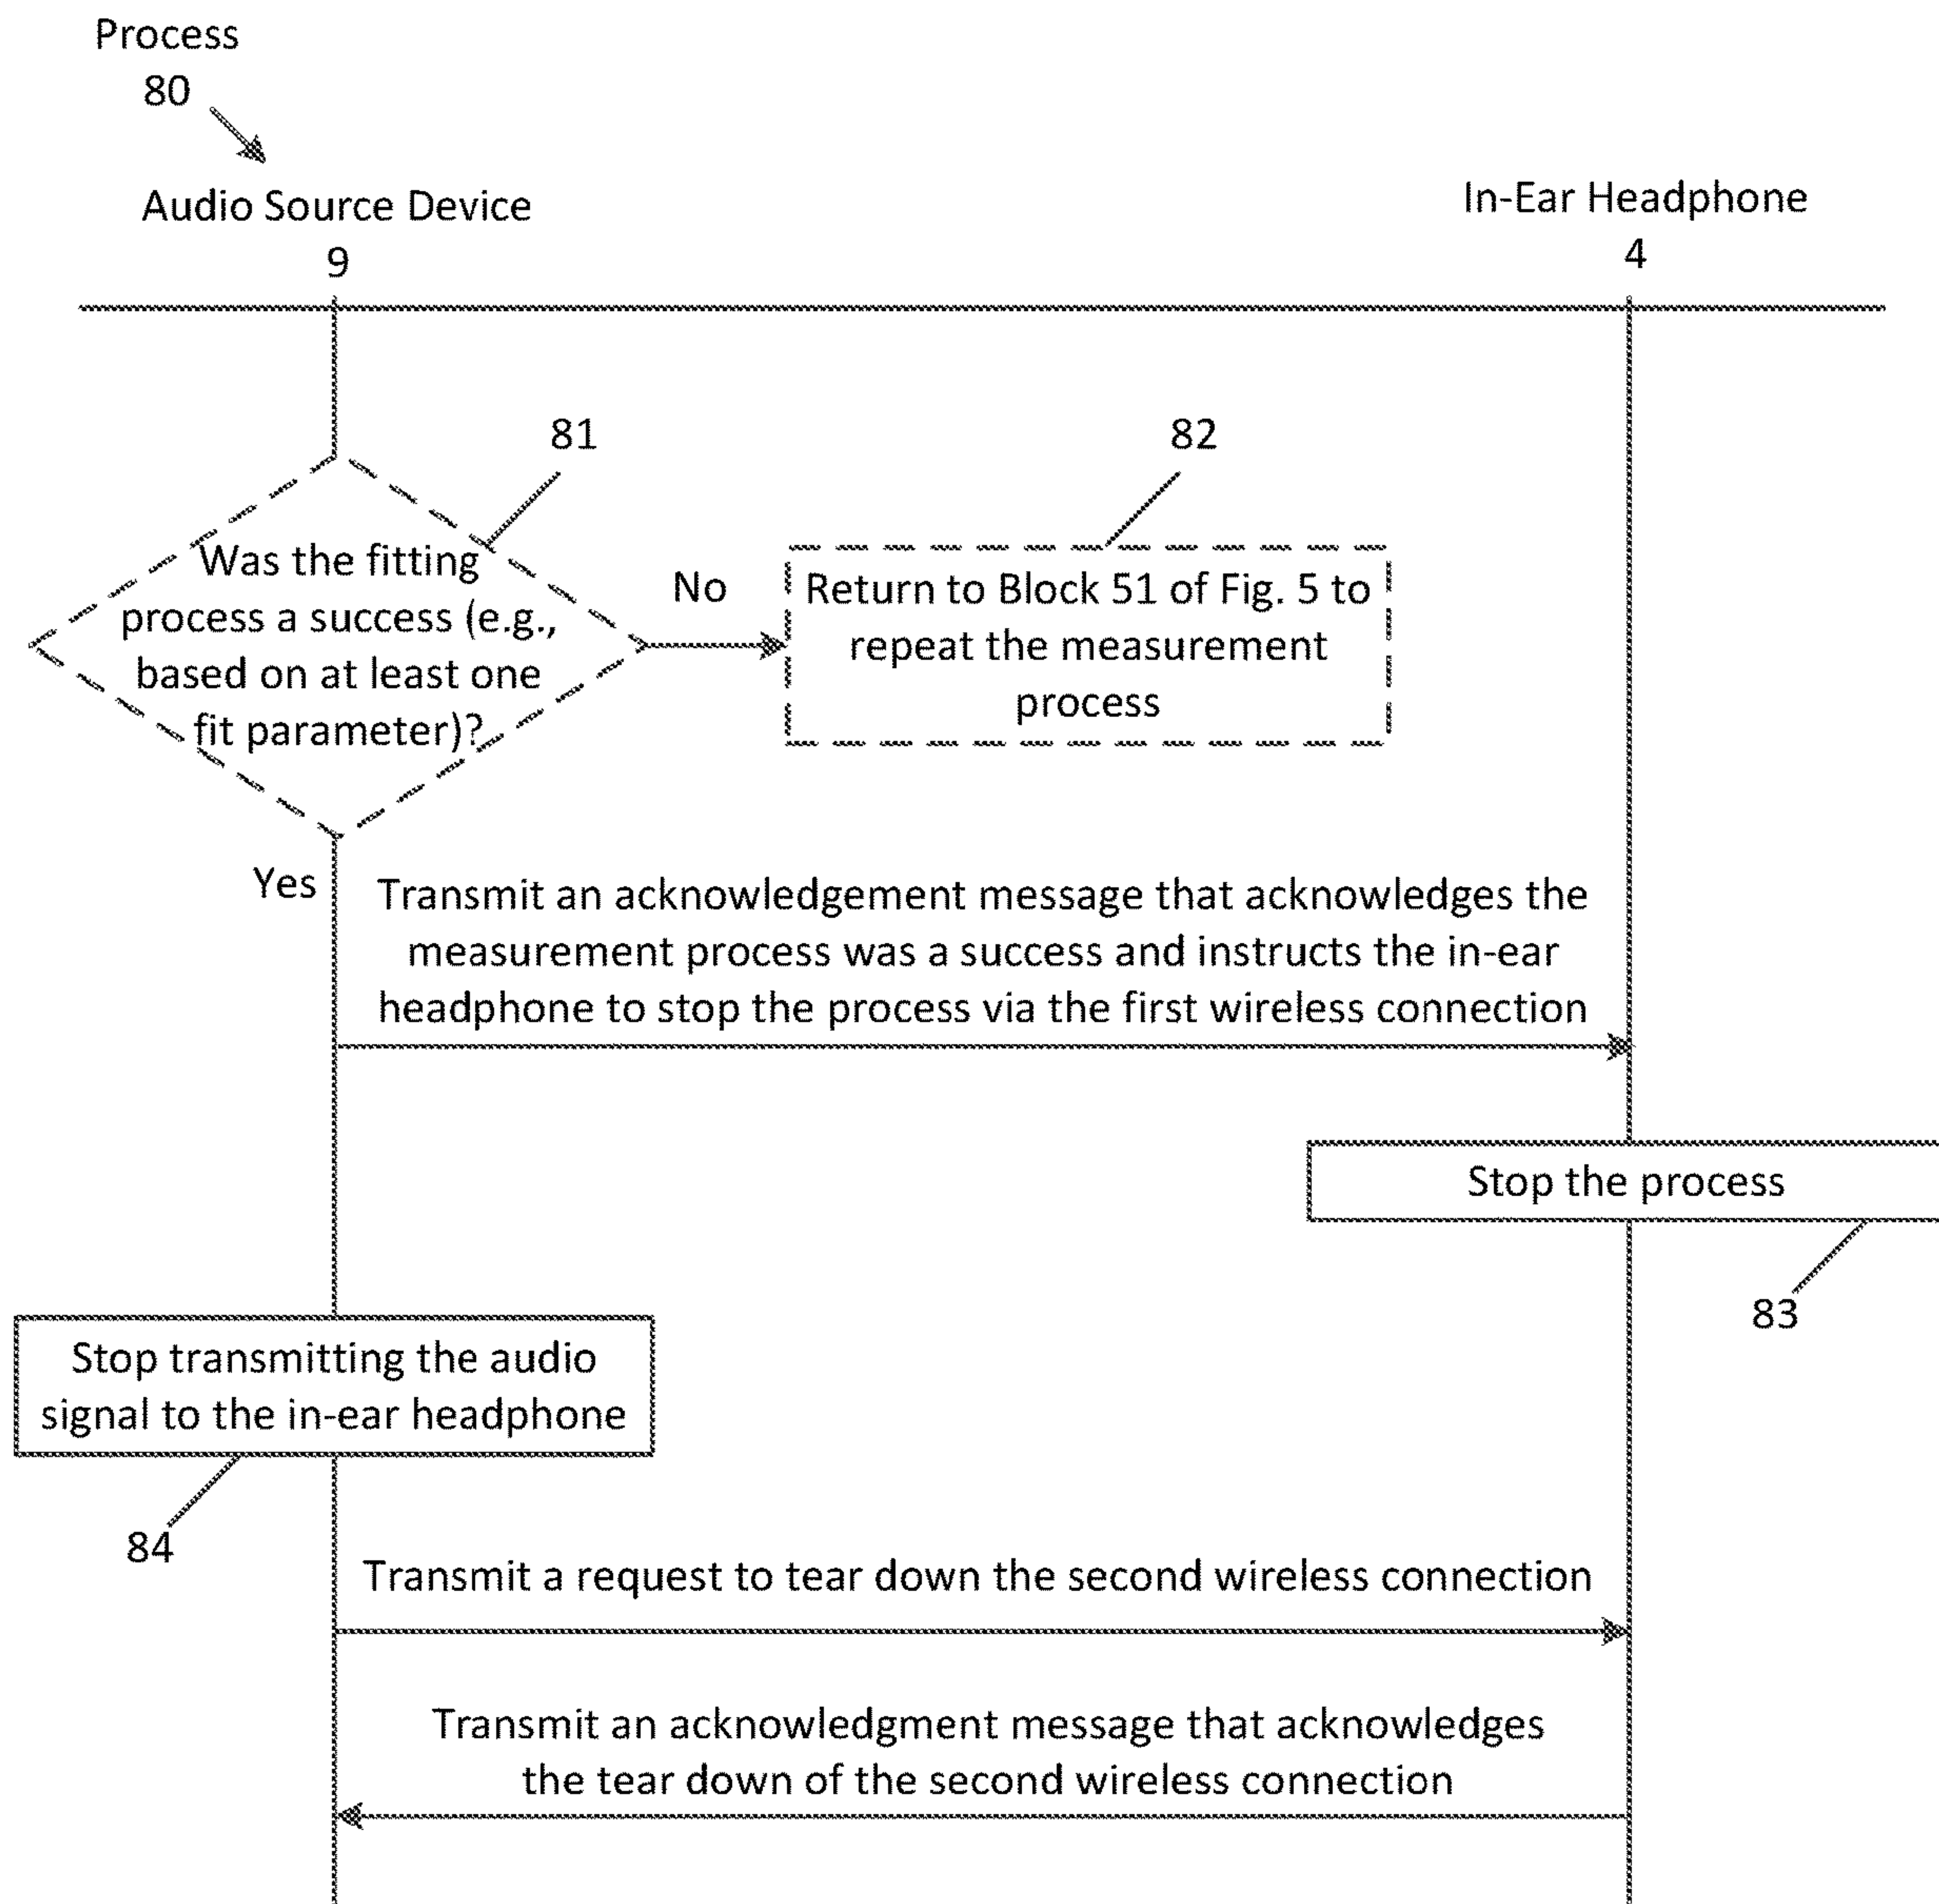 Process
80
Audio Source Device
9
In-Ear Headphone
4
81
82
Was the fitting
process a success (e.g.,
based on at least one
fit parameter)?
No
Return to Block 51 of Fig. 5 to
repeat the measurement
process
Yes
Transmit an acknowledgement message that acknowledges the
measurement process was a success and instructs the in-ear
headphone to stop the process via the first wireless connection
Stop the process
83
Stop transmitting the audio
signal to the in-ear headphone
84
Transmit a request to tear down the second wireless connection
Transmit an acknowledgment message that acknowledges
the tear down of the second wireless connection